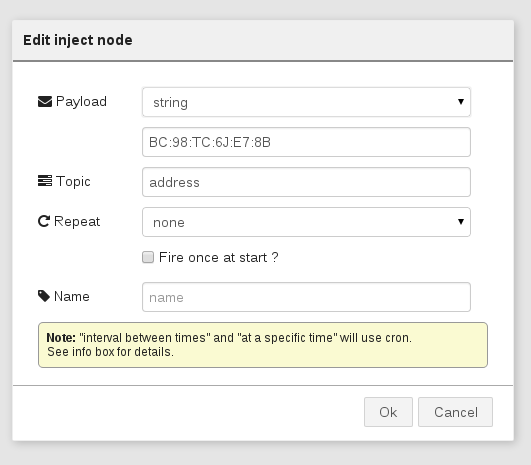 Edit inject node
Payload
string
BC:98:TC:6J:E7:8B
Topic
address
Repeat
none
Fire once at start ?
Name
name
Note: "interval between times" and "at a specific time" will use cron.
See info box for details.
Ok Cancel